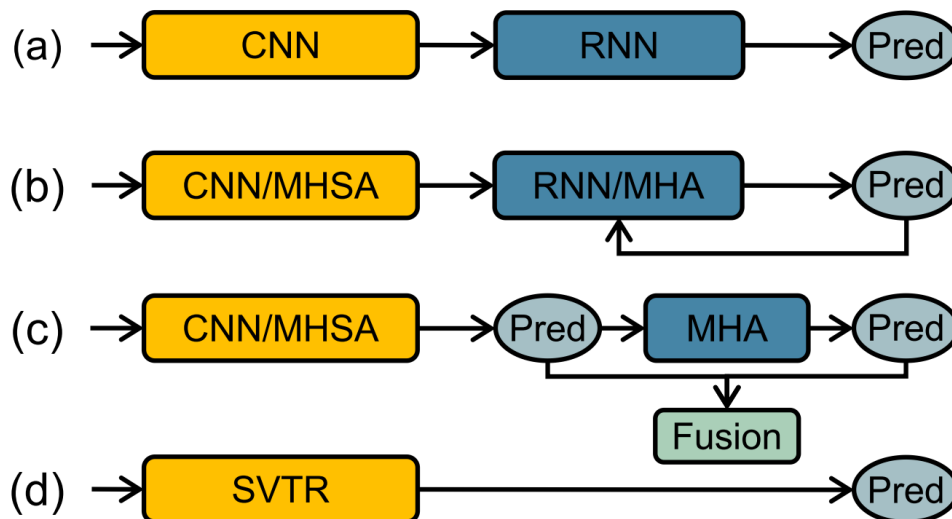 (a) CNN RNN Pred
(b) CNN/MHSA RNN/MHA Pred
(c) CNN/MHSA Pred MHA Pred
Fusion
(d) SVTR Pred